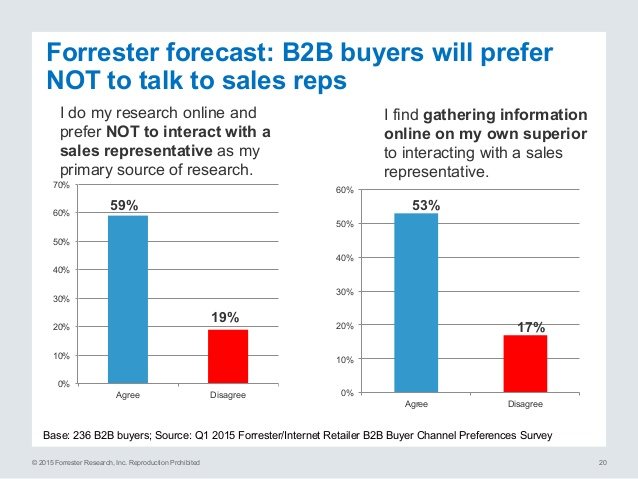 Forrester forecast: B2B buyers will prefer
NOT to talk to sales reps
I do my research online and
prefer NOT to interact with a
sales representative as my
primary source of research.
70%
60%
50%
40%
30%
20%
10%
0%
59%
19%
Agree
Disagree
I find gathering information
online on my own superior
to interacting with a sales
representative.
60%
50%
40%
30%
20%
10%
0%
53%
17%
Agree
Disagree
Base: 236 B2B buyers; Source: Q1 2015 Forrester/Internet Retailer B2B Buyer Channel Preferences Survey
© 2015 Forrester Research, Inc. Reproduction Prohibited
20